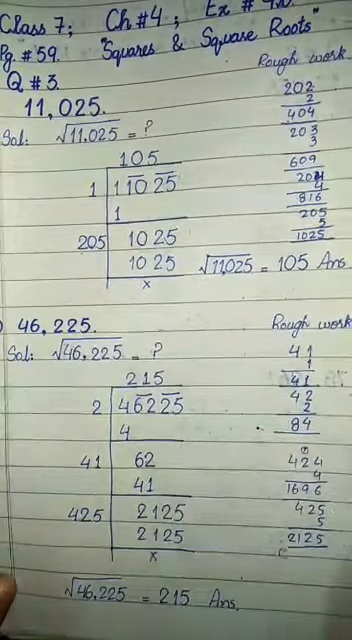 Class 7; Ch#4; Ex #
Pg. #59. "Squares & Square Roots"
Q #3.
Rough work
11,025.
Sol: √11,025 = ?
105
1 | 1 10 25
1
205 | 10 25
10 25
x
√11,025 = 105 Ans
202
2
404
203
3
609
204
4
816
205
5
1025
46,225.
Sol: √46,225 = ?
Rough work
215
2 | 4 62 25
4
41 | 62
41
425 | 2125
2125
x
√46,225 = 215 Ans.
41
1
41
42
2
84
424
4
1696
425
5
2125